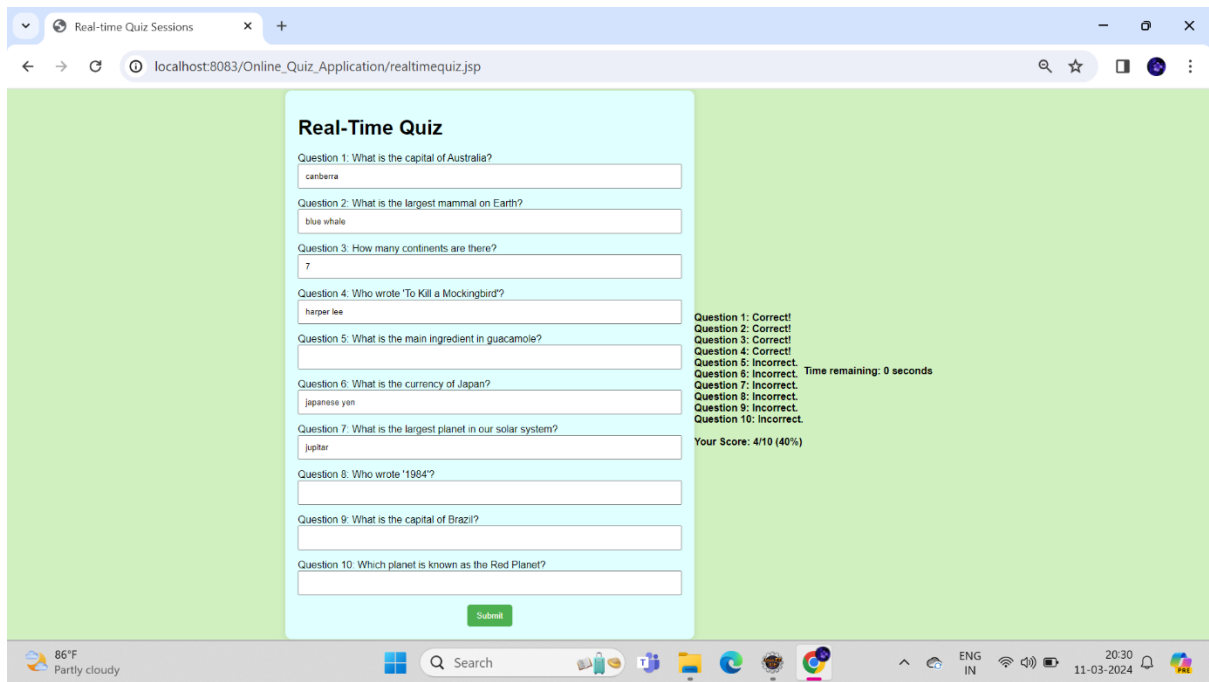 Real-time Quiz Sessions
localhost:8083/Online_Quiz_Application/realtimequiz.jsp
Real-Time Quiz
Question 1: What is the capital of Australia?
canberra
Question 2: What is the largest mammal on Earth?
blue whale
Question 3: How many continents are there?
7
Question 4: Who wrote 'To Kill a Mockingbird'?
harper lee
Question 5: What is the main ingredient in guacamole?
Question 6: What is the currency of Japan?
japanese yen
Question 7: What is the largest planet in our solar system?
jupitar
Question 8: Who wrote '1984'?
Question 9: What is the capital of Brazil?
Question 10: Which planet is known as the Red Planet?
Submit
Question 1: Correct!
Question 2: Correct!
Question 3: Correct!
Question 4: Correct!
Question 5: Incorrect.
Question 6: Incorrect.
Question 7: Incorrect.
Question 8: Incorrect.
Question 9: Incorrect.
Question 10: Incorrect.
Your Score: 4/10 (40%)
Time remaining: 0 seconds
86°F
Partly cloudy
Search
ENG
IN
20:30
11-03-2024
PRE